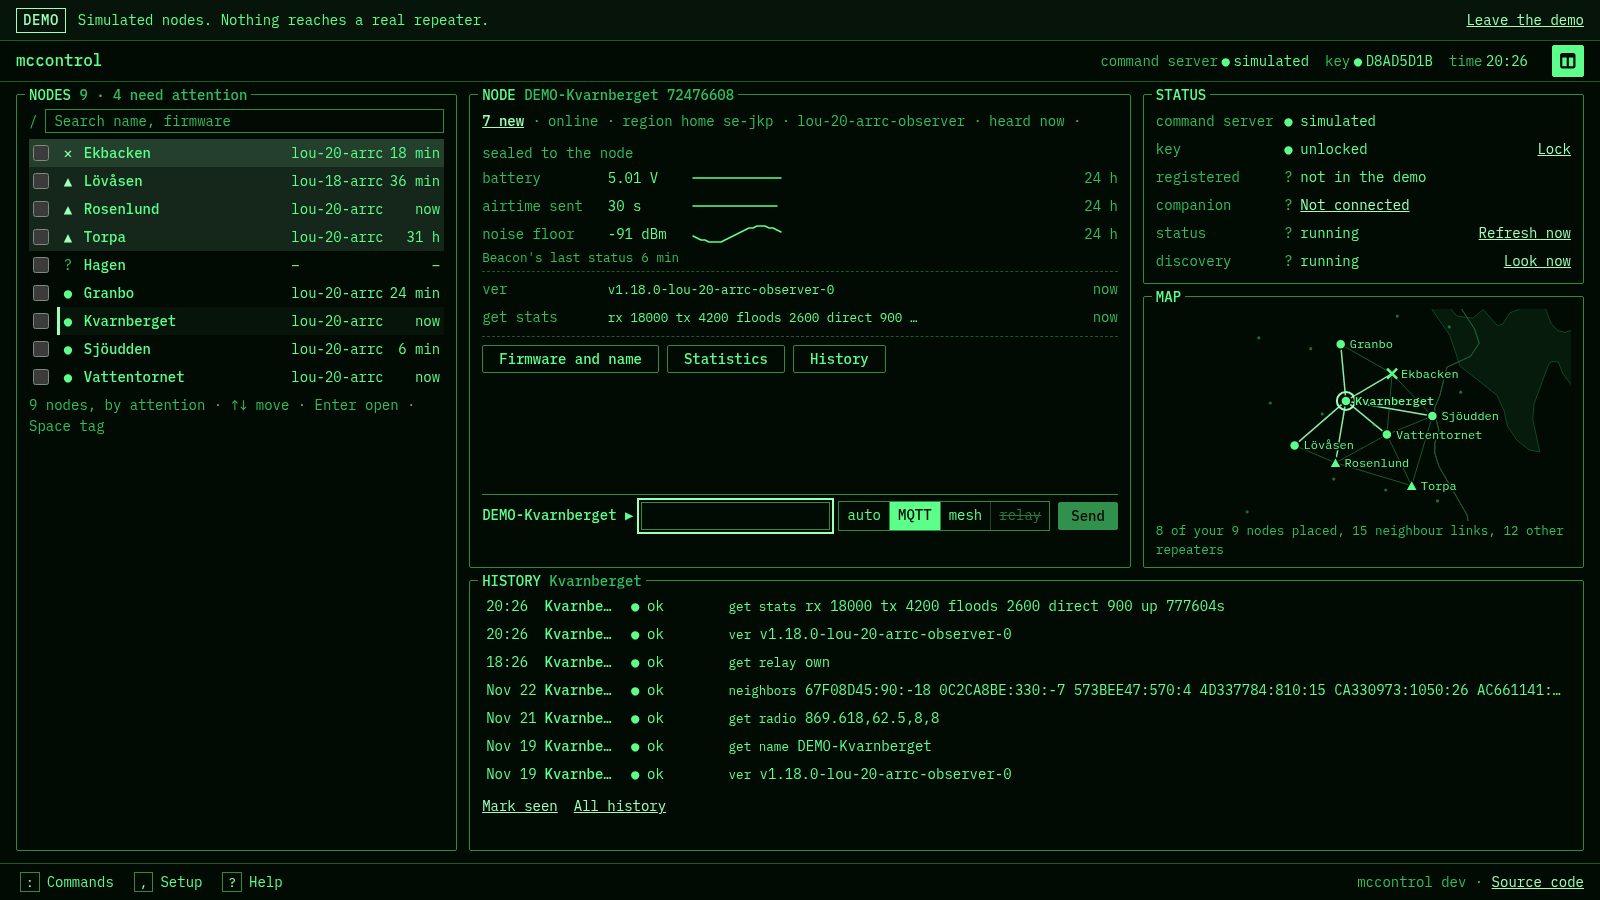 DEMO Simulated nodes. Nothing reaches a real repeater. Leave the demo
mccontrol command server ● simulated key ● D8AD5D1B time 20:26
NODES 9 · 4 need attention
/ Search name, firmware
× Ekbacken lou-20-arrc 18 min
▲ Lövåsen lou-18-arrc 36 min
▲ Rosenlund lou-20-arrc now
▲ Torpa lou-20-arrc 31 h
? Hagen – –
● Granbo lou-20-arrc 24 min
● Kvarnberget lou-20-arrc now
● Sjöudden lou-20-arrc 6 min
● Vattentornet lou-20-arrc now
9 nodes, by attention · ↑↓ move · Enter open ·
Space tag
NODE DEMO-Kvarnberget 72476608
7 new · online · region home se-jkp · lou-20-arrc-observer · heard now ·
sealed to the node
battery 5.01 V 24 h
airtime sent 30 s 24 h
noise floor -91 dBm 24 h
Beacon's last status 6 min
ver v1.18.0-lou-20-arrc-observer-0 now
get stats rx 18000 tx 4200 floods 2600 direct 900 … now
Firmware and name Statistics History
DEMO-Kvarnberget ▶ auto MQTT mesh relay Send
STATUS
command server ● simulated
key ● unlocked Lock
registered ? not in the demo
companion ? Not connected
status ? running Refresh now
discovery ? running Look now
MAP
Granbo
Ekbacken
Kvarnberget
Sjöudden
Vattentornet
Lövåsen
Rosenlund
Torpa
8 of your 9 nodes placed, 15 neighbour links, 12 other
repeaters
HISTORY Kvarnberget
20:26 Kvarnbe… ● ok get stats rx 18000 tx 4200 floods 2600 direct 900 up 777604s
20:26 Kvarnbe… ● ok ver v1.18.0-lou-20-arrc-observer-0
18:26 Kvarnbe… ● ok get relay own
Nov 22 Kvarnbe… ● ok neighbors 67F08D45:90:-18 0C2CA8BE:330:-7 573BEE47:570:4 4D337784:810:15 CA330973:1050:26 AC661141:…
Nov 21 Kvarnbe… ● ok get radio 869.618,62.5,8,8
Nov 19 Kvarnbe… ● ok get name DEMO-Kvarnberget
Nov 19 Kvarnbe… ● ok ver v1.18.0-lou-20-arrc-observer-0
Mark seen All history
: Commands , Setup ? Help mccontrol dev · Source code